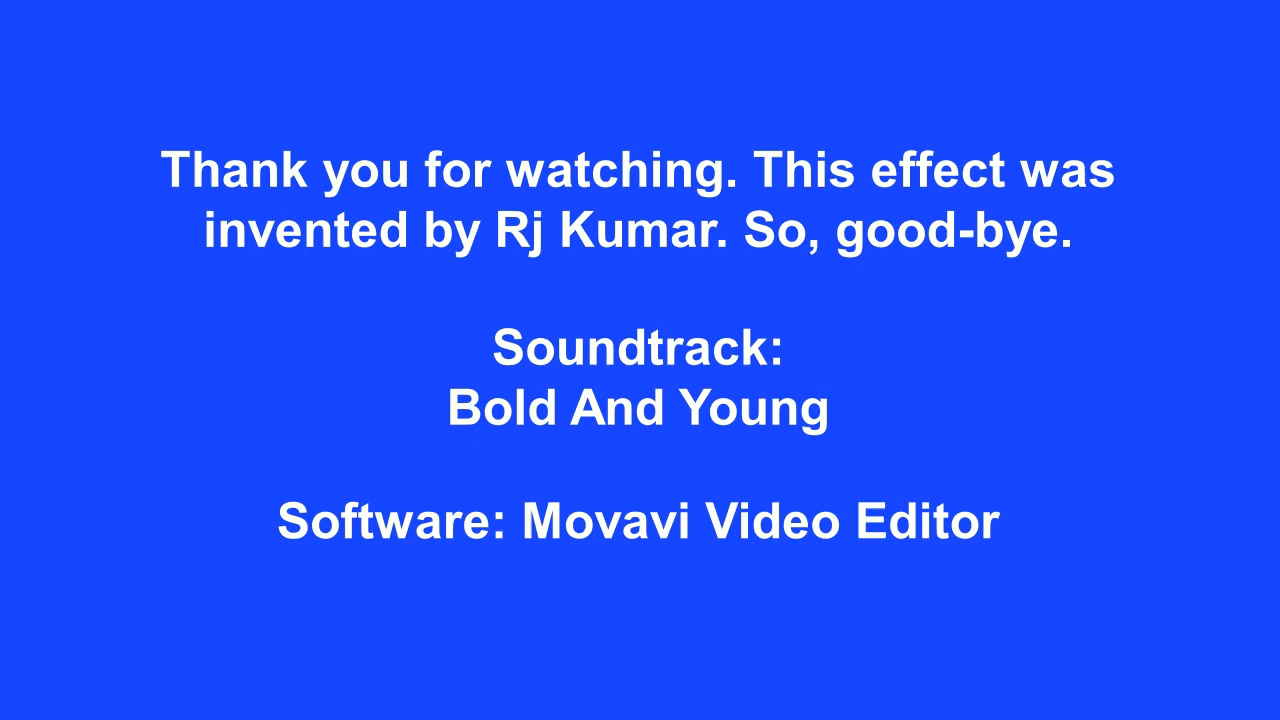 Thank you for watching. This effect was
invented by Rj Kumar. So, good-bye.
Soundtrack:
Bold And Young
Software: Movavi Video Editor